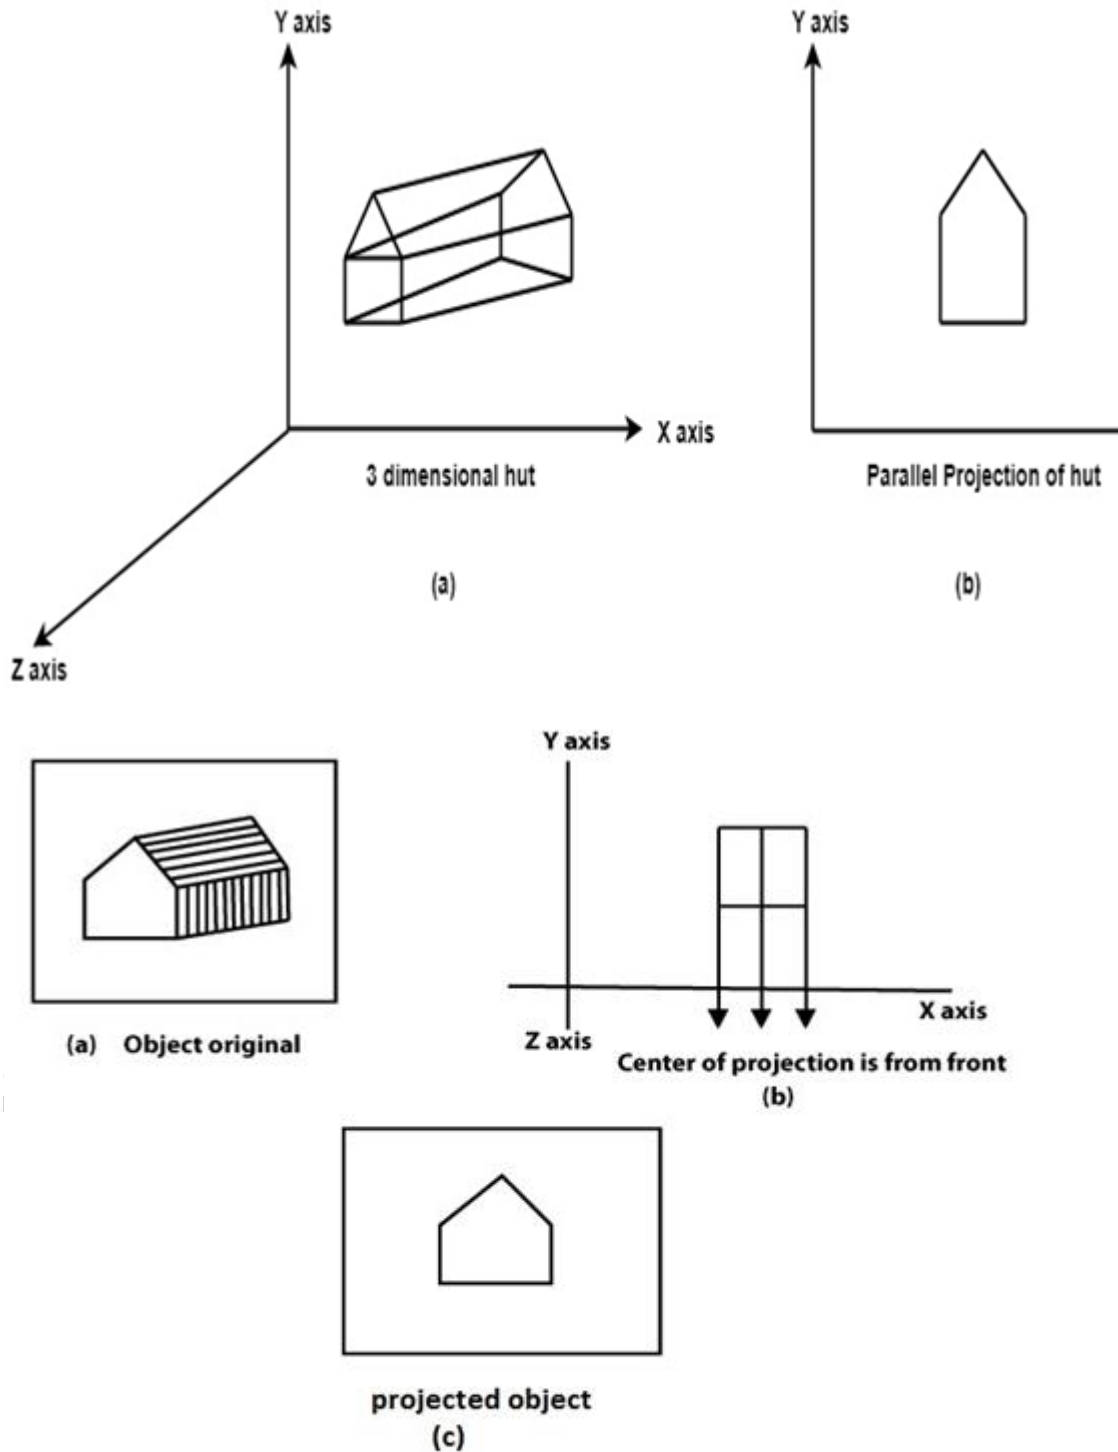 Y axis
Y axis
X axis
3 dimensional hut
Parallel Projection of hut
(a)
(b)
Z axis
Y axis
X axis
Z axis
(a) Object original
Center of projection is from front
(b)
projected object
(c)